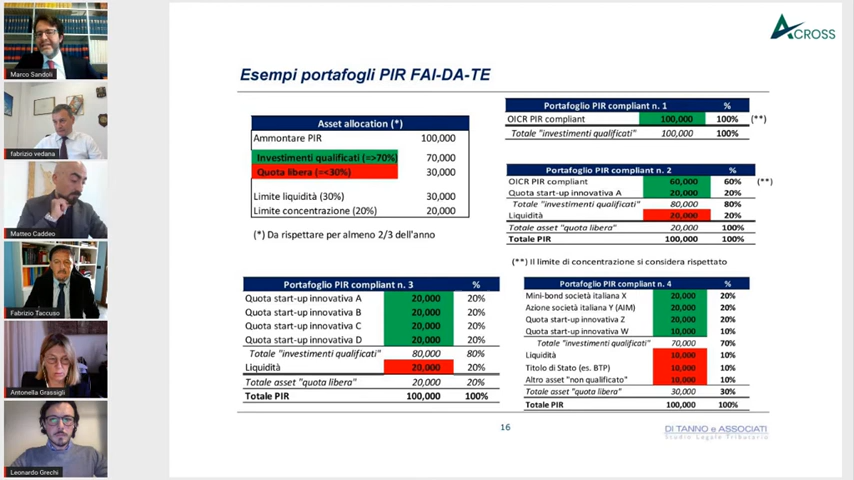 Marco Sandoli
fabrizio vedana
Matteo Caddeo
Fabrizio Taccuso
Antonella Grassigli
Leonardo Grechi
ACROSS
Esempi portafogli PIR FAI-DA-TE
Asset allocation (*)
Ammontare PIR 100,000
Investimenti qualificati (=>70%) 70,000
Quota libera (=<30%) 30,000
Limite liquidità (30%) 30,000
Limite concentrazione (20%) 20,000
(*) Da rispettare per almeno 2/3 dell'anno
Portafoglio PIR compliant n. 1 %
OICR PIR compliant 100,000 100% (**)
Totale "investimenti qualificati" 100,000 100%
Portafoglio PIR compliant n. 2 %
OICR PIR compliant 60,000 60% (**)
Quota start-up innovativa A 20,000 20%
Totale "investimenti qualificati" 80,000 80%
Liquidità 20,000 20%
Totale asset "quota libera" 20,000 100%
Totale PIR 100,000 100%
(**) Il limite di concentrazione si considera rispettato
Portafoglio PIR compliant n. 3 %
Quota start-up innovativa A 20,000 20%
Quota start-up innovativa B 20,000 20%
Quota start-up innovativa C 20,000 20%
Quota start-up innovativa D 20,000 20%
Totale "investimenti qualificati" 80,000 80%
Liquidità 20,000 20%
Totale asset "quota libera" 20,000 20%
Totale PIR 100,000 100%
Portafoglio PIR compliant n. 4 %
Mini-bond società italiana X 20,000 20%
Azione società italiana Y (AIM) 20,000 20%
Quota start-up innovativa Z 20,000 20%
Quota start-up innovativa W 10,000 10%
Totale "investimenti qualificati" 70,000 70%
Liquidità 10,000 10%
Titolo di Stato (es. BTP) 10,000 10%
Altro asset "non qualificato" 10,000 10%
Totale asset "quota libera" 30,000 30%
Totale PIR 100,000 100%
16
DI TANNO e ASSOCIATI
Studio Legale Tributario